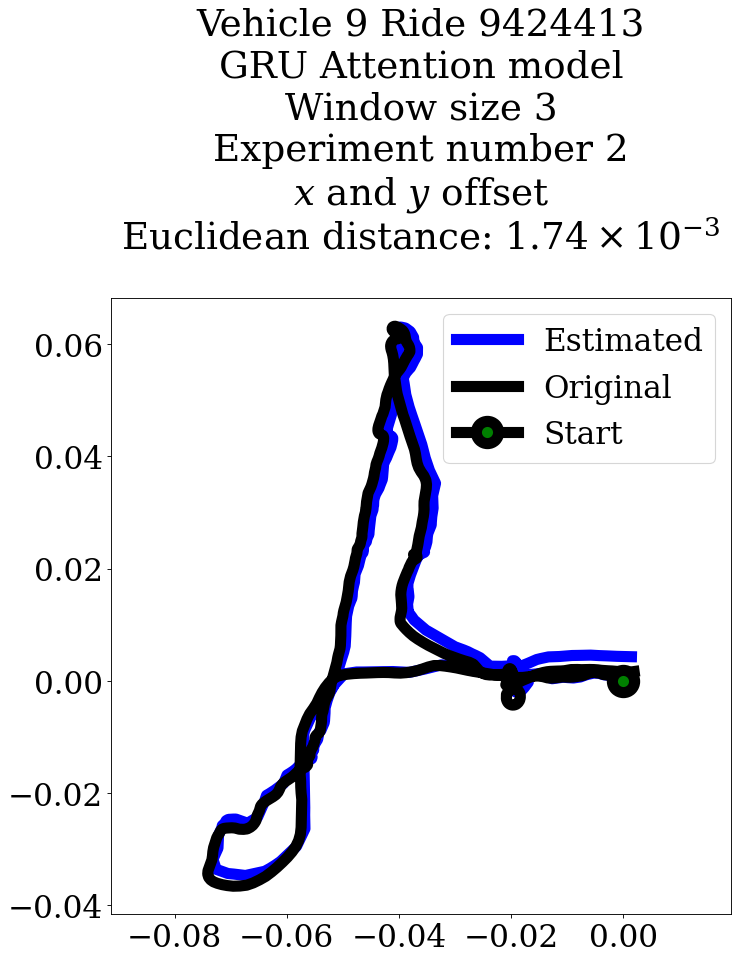 Vehicle 9 Ride 9424413
GRU Attention model
Window size 3
Experiment number 2
x and y offset
Euclidean distance: 1.74 × 10⁻³
Estimated
Original
Start
0.06
0.04
0.02
0.00
−0.02
−0.04
−0.08 −0.06 −0.04 −0.02 0.00